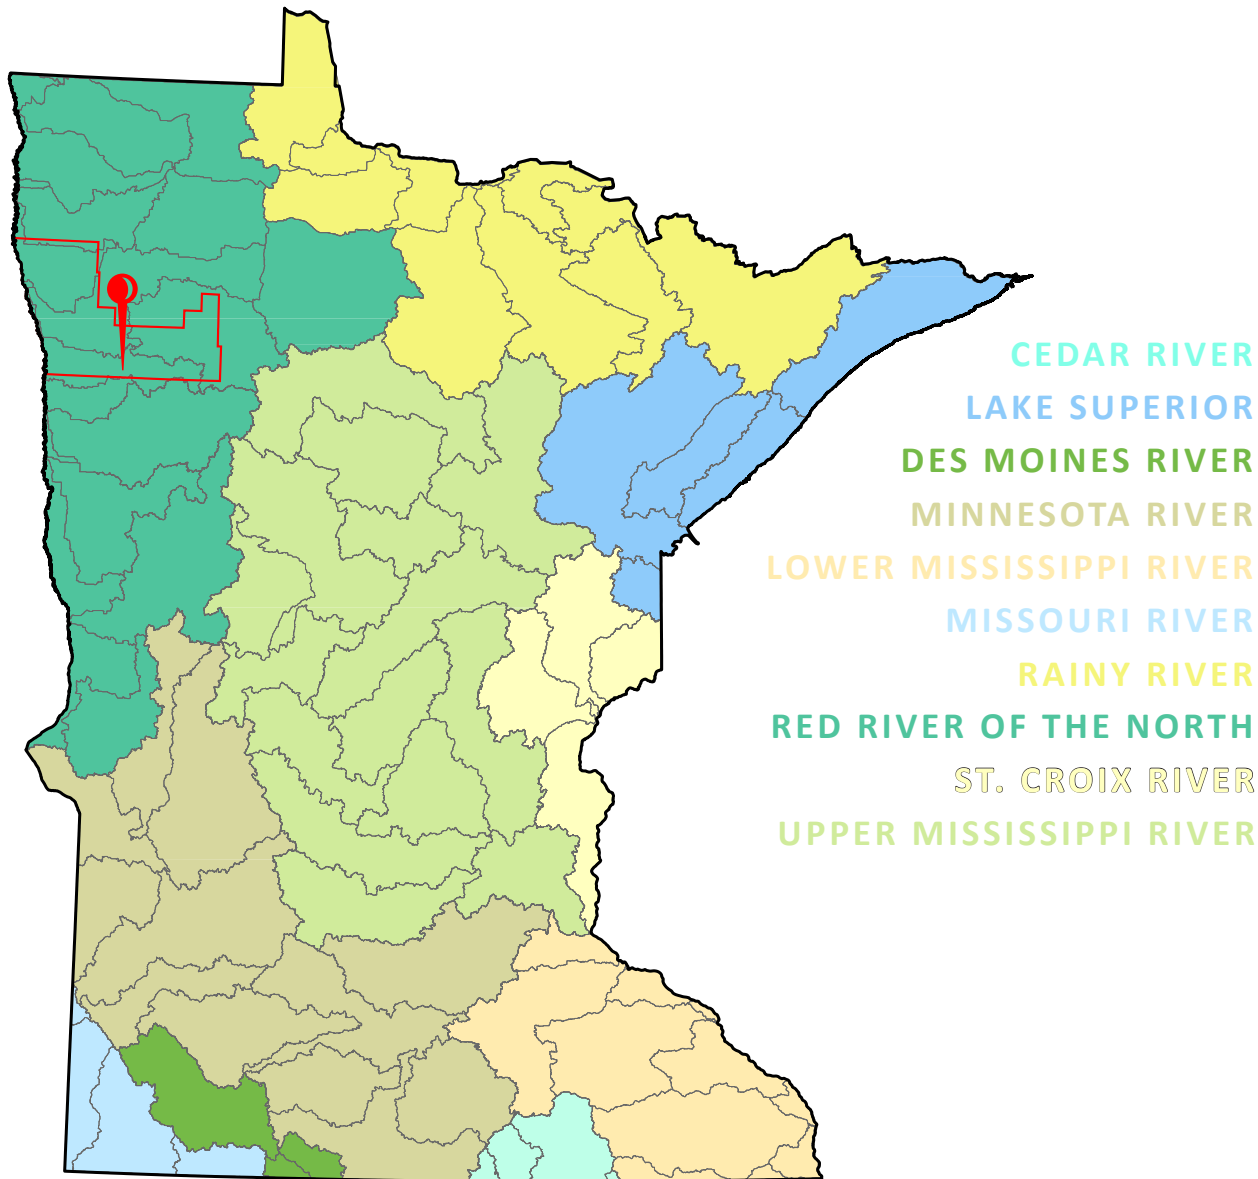 CEDAR RIVER
LAKE SUPERIOR
DES MOINES RIVER
MINNESOTA RIVER
LOWER MISSISSIPPI RIVER
MISSOURI RIVER
RAINY RIVER
RED RIVER OF THE NORTH
ST. CROIX RIVER
UPPER MISSISSIPPI RIVER